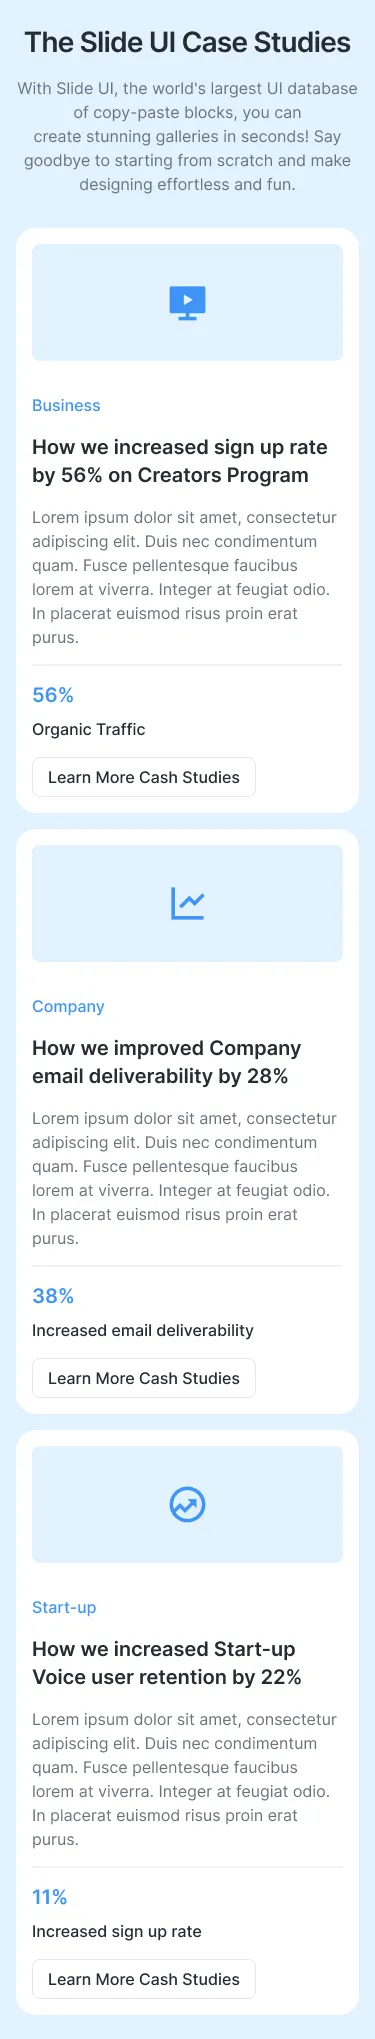 The Slide UI Case Studies
With Slide UI, the world's largest UI database
of copy-paste blocks, you can
create stunning galleries in seconds! Say
goodbye to starting from scratch and make
designing effortless and fun.
Business
How we increased sign up rate
by 56% on Creators Program
Lorem ipsum dolor sit amet, consectetur
adipiscing elit. Duis nec condimentum
quam. Fusce pellentesque faucibus
lorem at viverra. Integer at feugiat odio.
In placerat euismod risus proin erat
purus.
56%
Organic Traffic
Learn More Cash Studies
Company
How we improved Company
email deliverability by 28%
Lorem ipsum dolor sit amet, consectetur
adipiscing elit. Duis nec condimentum
quam. Fusce pellentesque faucibus
lorem at viverra. Integer at feugiat odio.
In placerat euismod risus proin erat
purus.
38%
Increased email deliverability
Learn More Cash Studies
Start-up
How we increased Start-up
Voice user retention by 22%
Lorem ipsum dolor sit amet, consectetur
adipiscing elit. Duis nec condimentum
quam. Fusce pellentesque faucibus
lorem at viverra. Integer at feugiat odio.
In placerat euismod risus proin erat
purus.
11%
Increased sign up rate
Learn More Cash Studies